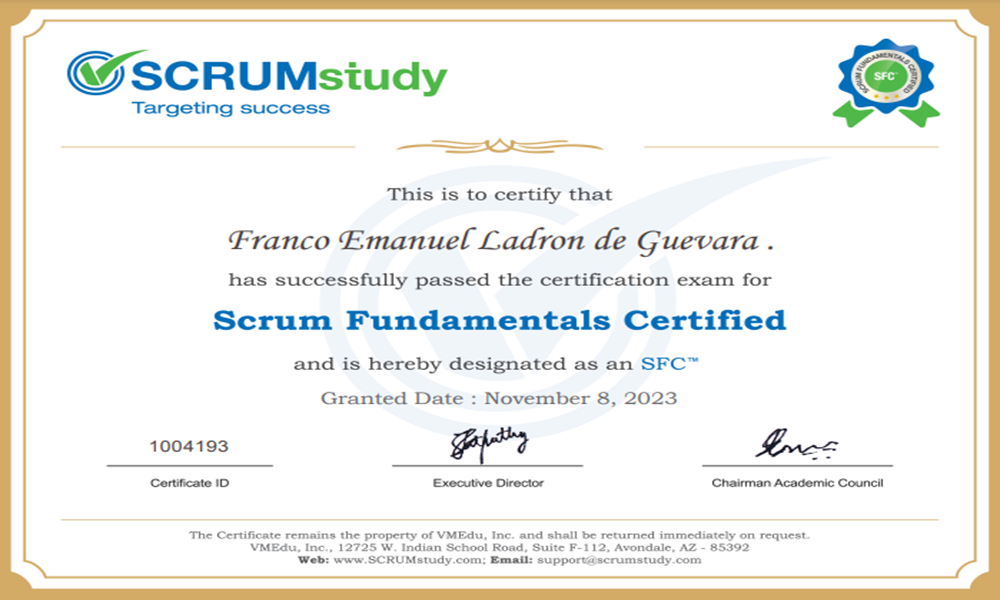 SCRUMstudy
Targeting success
SCRUM FUNDAMENTALS CERTIFIED
SFC™
This is to certify that
Franco Emanuel Ladron de Guevara .
has successfully passed the certification exam for
Scrum Fundamentals Certified
and is hereby designated as an SFC™
Granted Date : November 8, 2023
1004193
Certificate ID
Executive Director
Chairman Academic Council
The Certificate remains the property of VMEdu, Inc. and shall be returned immediately on request.
VMEdu, Inc., 12725 W. Indian School Road, Suite F-112, Avondale, AZ - 85392
Web: www.SCRUMstudy.com; Email: support@scrumstudy.com